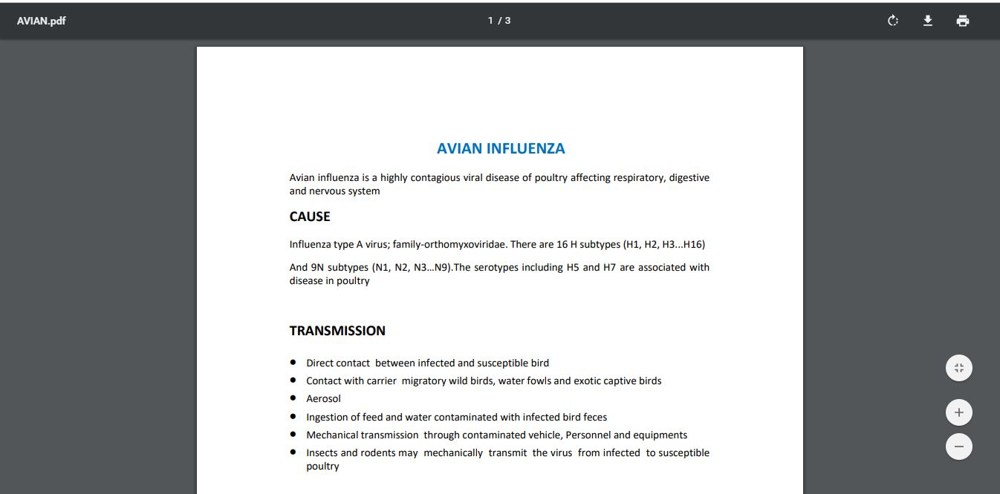 AVIAN.pdf
1 / 3
AVIAN INFLUENZA
Avian influenza is a highly contagious viral disease of poultry affecting respiratory, digestive
and nervous system
CAUSE
Influenza type A virus; family-orthomyxoviridae. There are 16 H subtypes (H1, H2, H3...H16)
And 9N subtypes (N1, N2, N3...N9).The serotypes including H5 and H7 are associated with
disease in poultry
TRANSMISSION
● Direct contact between infected and susceptible bird
● Contact with carrier migratory wild birds, water fowls and exotic captive birds
● Aerosol
● Ingestion of feed and water contaminated with infected bird feces
● Mechanical transmission through contaminated vehicle, Personnel and equipments
● Insects and rodents may mechanically transmit the virus from infected to susceptible
poultry